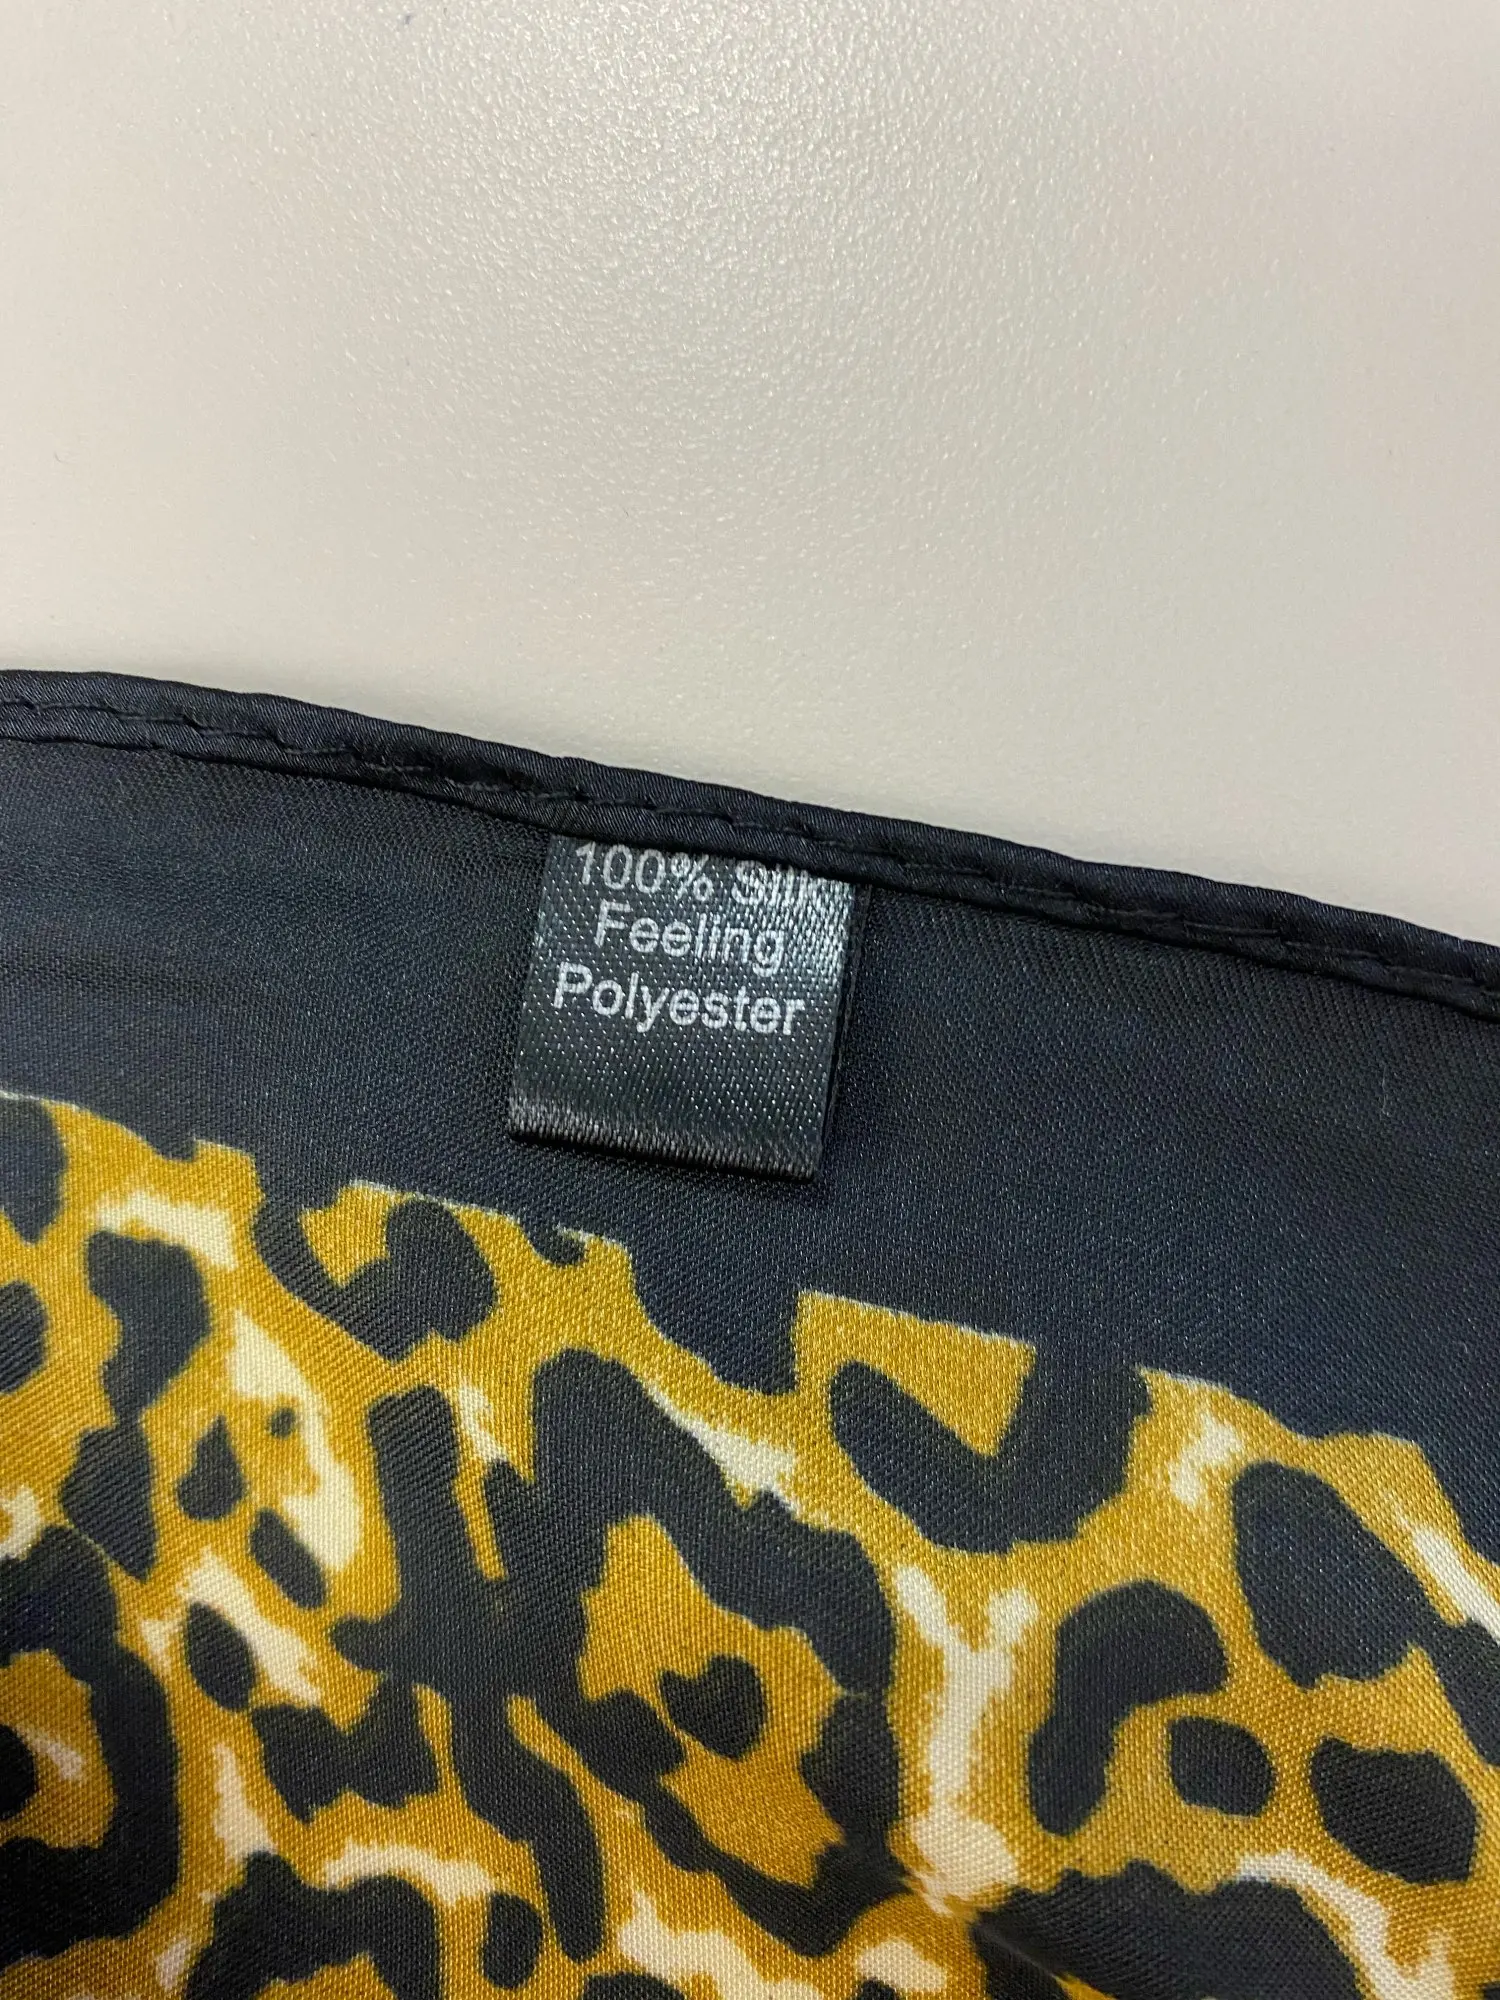 100% Silk
Feeling
Polyester